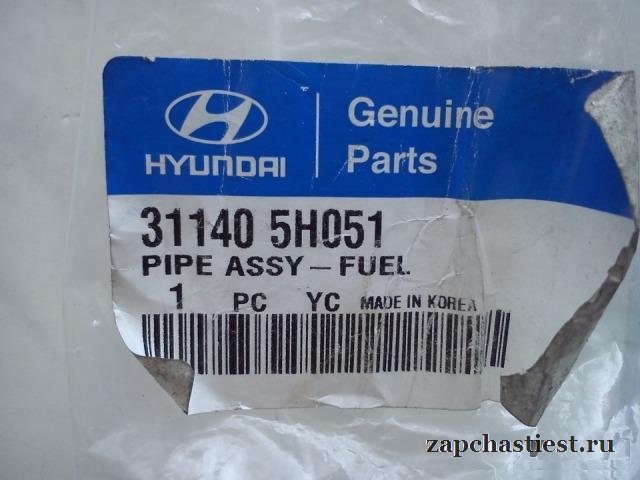 HYUNDAI
Genuine
Parts
31140 5H051
PIPE ASSY – FUEL
1 PC YC MADE IN KOREA
zapchastiest.ru